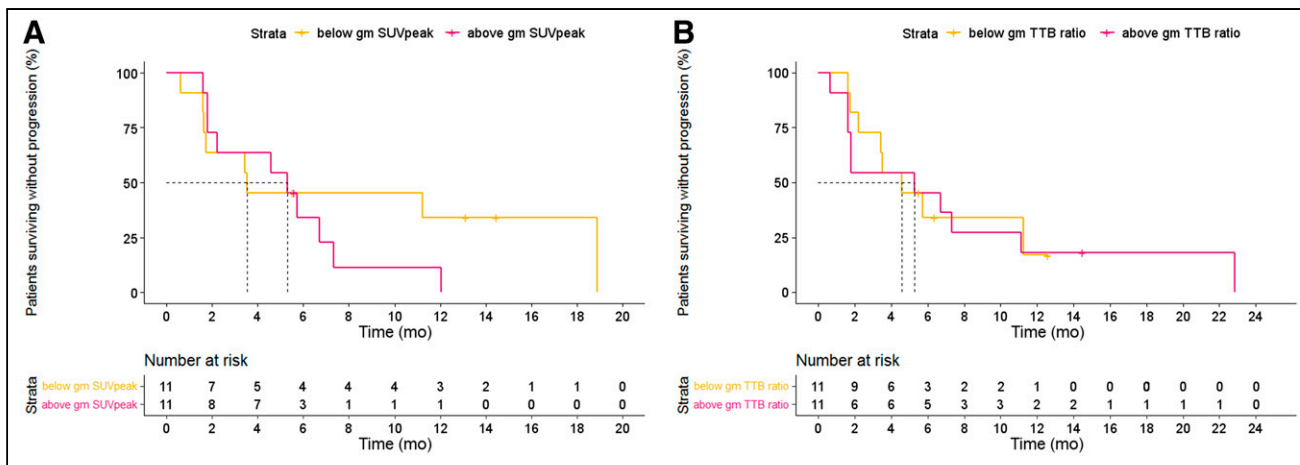 A
Strata below gm SUVpeak above gm SUVpeak
Patients surviving without progression (%)
100
75
50
25
0
0 2 4 6 8 10 12 14 16 18 20
Time (mo)
Number at risk
Strata
below gm SUVpeak 11 7 5 4 4 4 3 2 1 1 0
above gm SUVpeak 11 8 7 3 1 1 1 0 0 0 0
0 2 4 6 8 10 12 14 16 18 20
Time (mo)
B
Strata below gm TTB ratio above gm TTB ratio
Patients surviving without progression (%)
100
75
50
25
0
0 2 4 6 8 10 12 14 16 18 20 22 24
Time (mo)
Number at risk
Strata
below gm TTB ratio 11 9 6 3 2 2 1 0 0 0 0 0 0
above gm TTB ratio 11 6 6 5 3 3 2 2 1 1 1 1 0
0 2 4 6 8 10 12 14 16 18 20 22 24
Time (mo)